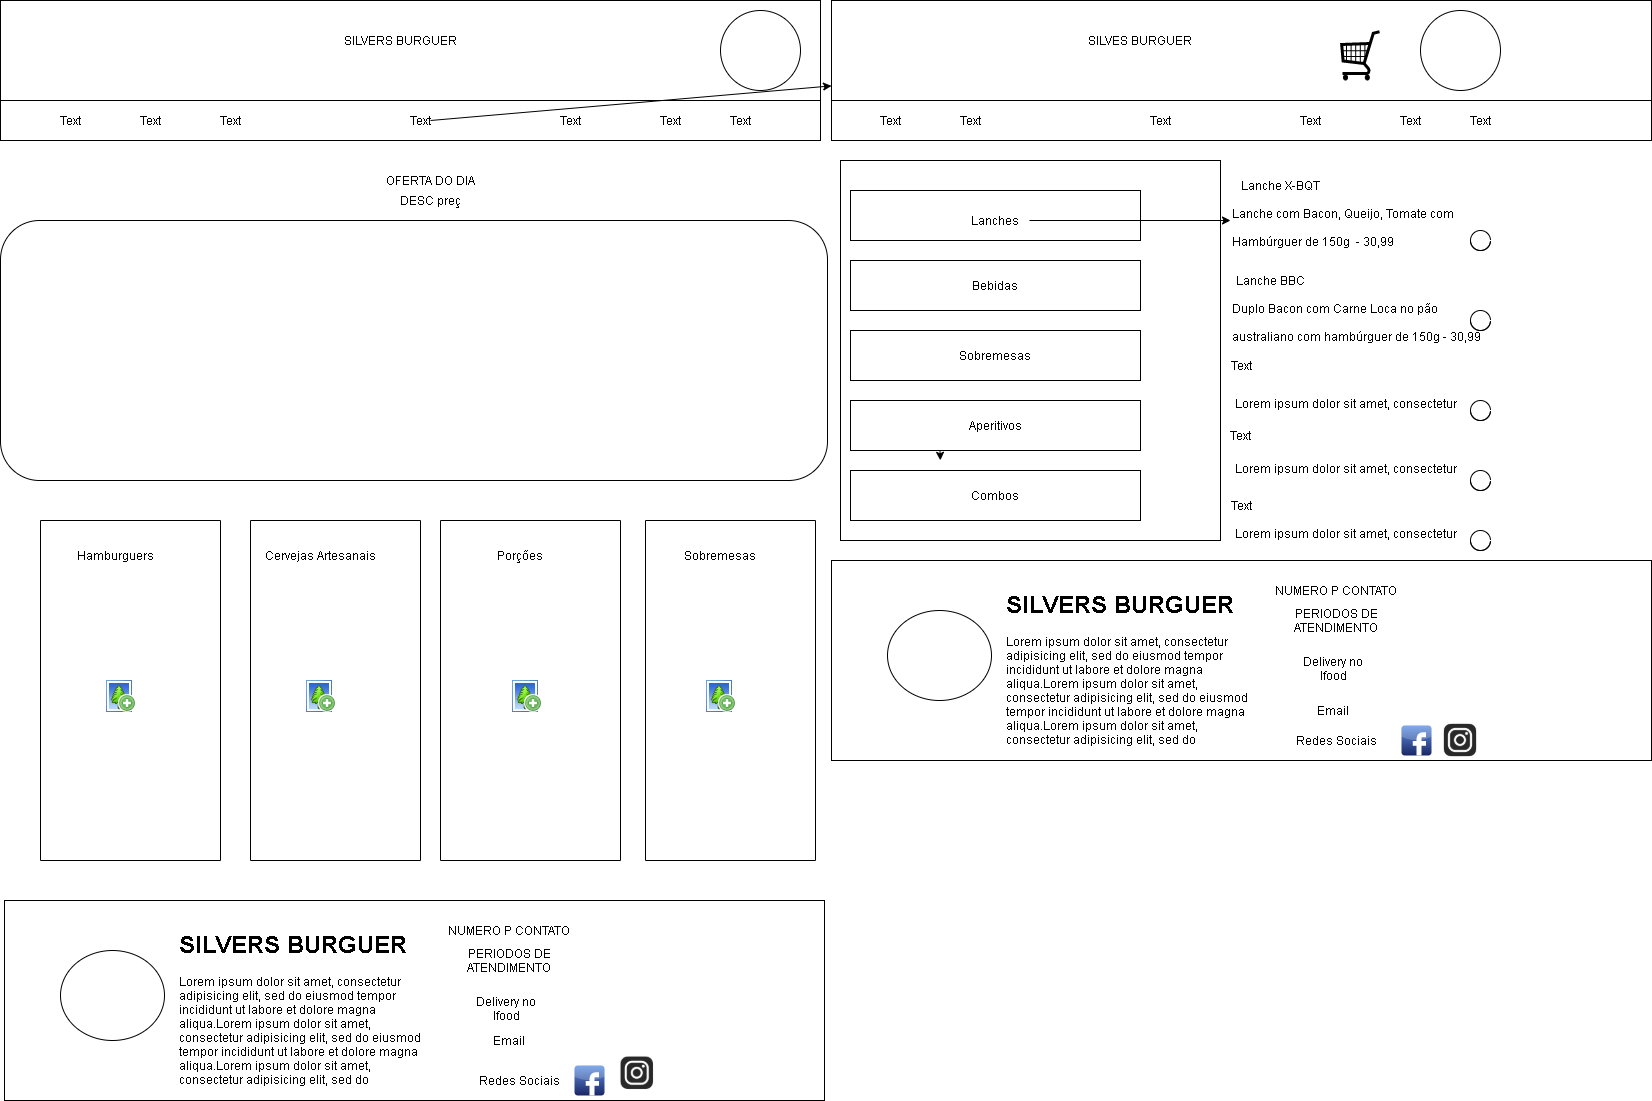 SILVERS BURGUER
Text Text Text Text Text Text Text
OFERTA DO DIA
DESC preç
Hamburguers
Cervejas Artesanais
Porções
Sobremesas
SILVERS BURGUER
Lorem ipsum dolor sit amet, consectetur
adipisicing elit, sed do eiusmod tempor
incididunt ut labore et dolore magna
aliqua.Lorem ipsum dolor sit amet,
consectetur adipisicing elit, sed do eiusmod
tempor incididunt ut labore et dolore magna
aliqua.Lorem ipsum dolor sit amet,
consectetur adipisicing elit, sed do
NUMERO P CONTATO
PERIODOS DE
ATENDIMENTO
Delivery no
Ifood
Email
Redes Sociais
SILVES BURGUER
Text Text Text Text Text Text
Lanches
Bebidas
Sobremesas
Aperitivos
Combos
Lanche X-BQT
Lanche com Bacon, Queijo, Tomate com
Hambúrguer de 150g - 30,99
Lanche BBC
Duplo Bacon com Carne Loca no pão
australiano com hambúrguer de 150g - 30,99
Text
Lorem ipsum dolor sit amet, consectetur
Text
Lorem ipsum dolor sit amet, consectetur
Text
Lorem ipsum dolor sit amet, consectetur
SILVERS BURGUER
Lorem ipsum dolor sit amet, consectetur
adipisicing elit, sed do eiusmod tempor
incididunt ut labore et dolore magna
aliqua.Lorem ipsum dolor sit amet,
consectetur adipisicing elit, sed do eiusmod
tempor incididunt ut labore et dolore magna
aliqua.Lorem ipsum dolor sit amet,
consectetur adipisicing elit, sed do
NUMERO P CONTATO
PERIODOS DE
ATENDIMENTO
Delivery no
Ifood
Email
Redes Sociais